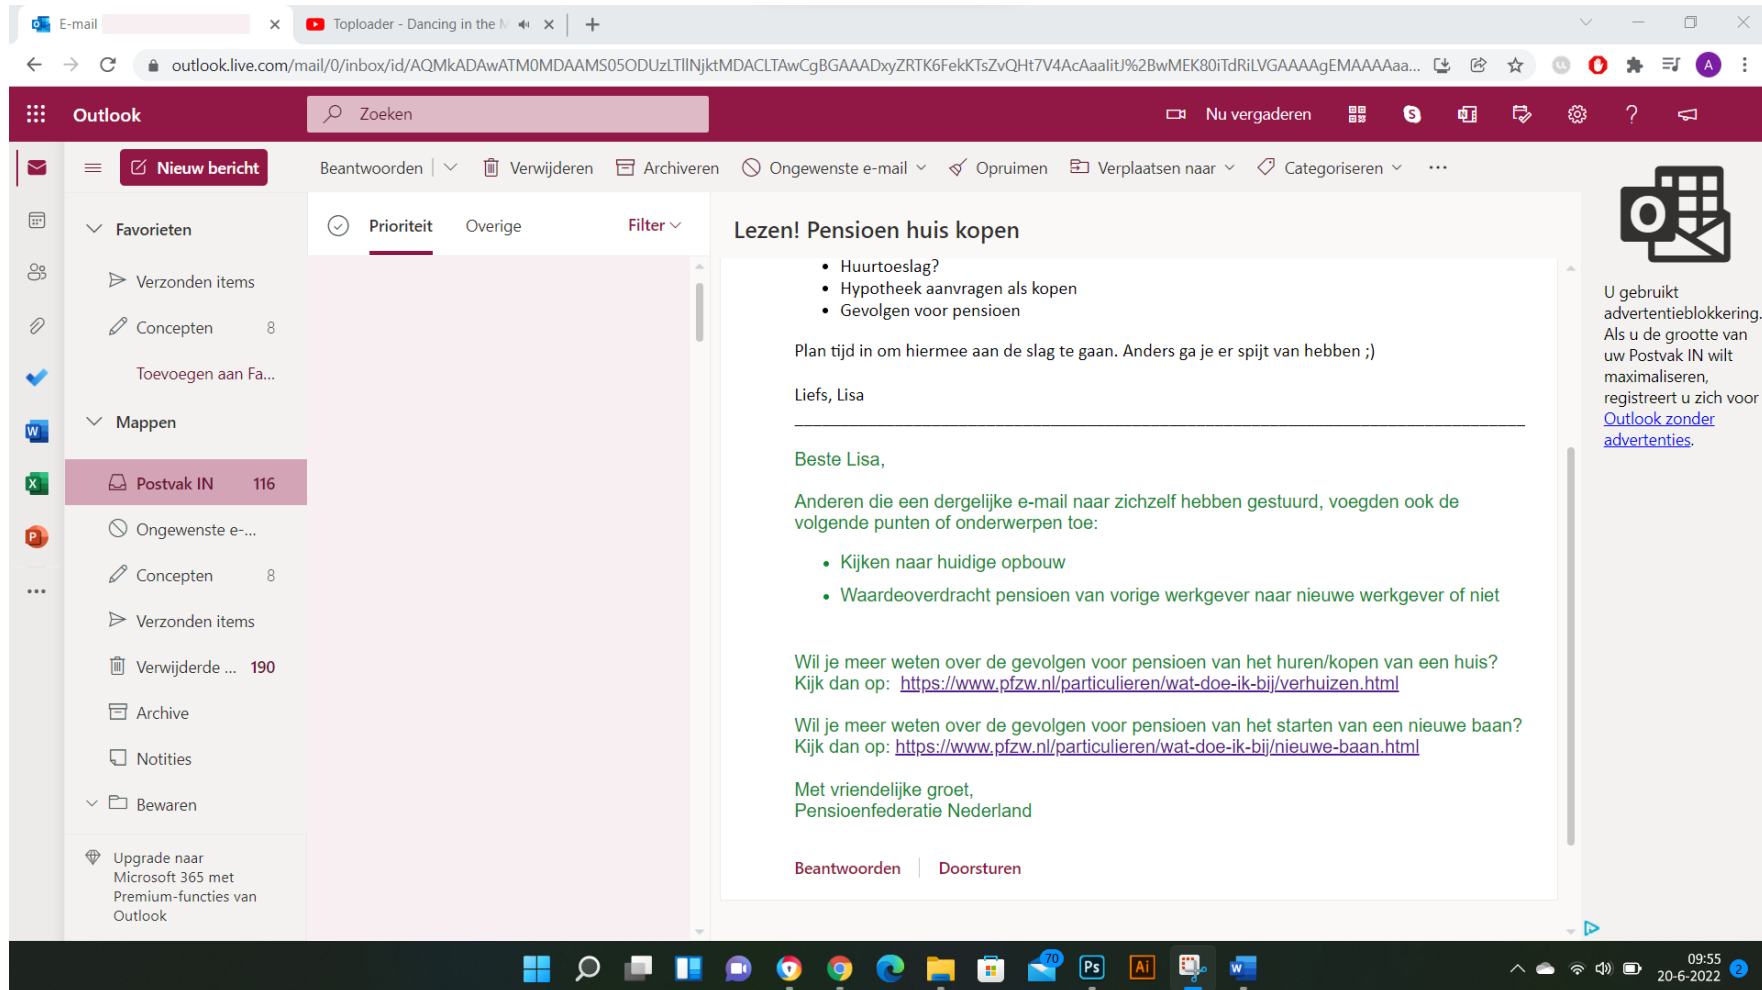 E-mail
Toploader - Dancing in the M
outlook.live.com/mail/0/inbox/id/AQMkADAwATM0MDAAMS05ODUzLTllNjktMDACLTAwCgBGAAADxyZRTK6FekKTsZvQHt7V4AcAaaIitJ%2BwMEK80iTdRiLVGAAAAgEMAAAAaa...
A
Outlook
Zoeken
Nu vergaderen
Nieuw bericht
Beantwoorden
Verwijderen
Archiveren
Ongewenste e-mail
Opruimen
Verplaatsen naar
Categoriseren
Favorieten
Verzonden items
Concepten 8
Toevoegen aan Fa...
Mappen
Postvak IN 116
Ongewenste e-...
Concepten 8
Verzonden items
Verwijderde ... 190
Archive
Notities
Bewaren
Upgrade naar
Microsoft 365 met
Premium-functies van
Outlook
Prioriteit
Overige
Filter
Lezen! Pensioen huis kopen
• Huurtoeslag?
• Hypotheek aanvragen als kopen
• Gevolgen voor pensioen
Plan tijd in om hiermee aan de slag te gaan. Anders ga je er spijt van hebben ;)
Liefs, Lisa
Beste Lisa,
Anderen die een dergelijke e-mail naar zichzelf hebben gestuurd, voegden ook de
volgende punten of onderwerpen toe:
• Kijken naar huidige opbouw
• Waardeoverdracht pensioen van vorige werkgever naar nieuwe werkgever of niet
Wil je meer weten over de gevolgen voor pensioen van het huren/kopen van een huis?
Kijk dan op: https://www.pfzw.nl/particulieren/wat-doe-ik-bij/verhuizen.html
Wil je meer weten over de gevolgen voor pensioen van het starten van een nieuwe baan?
Kijk dan op: https://www.pfzw.nl/particulieren/wat-doe-ik-bij/nieuwe-baan.html
Met vriendelijke groet,
Pensioenfederatie Nederland
Beantwoorden
Doorsturen
U gebruikt
advertentieblokkering.
Als u de grootte van
uw Postvak IN wilt
maximaliseren,
registreert u zich voor
Outlook zonder
advertenties.
70
Ps
Ai
09:55
20-6-2022
2